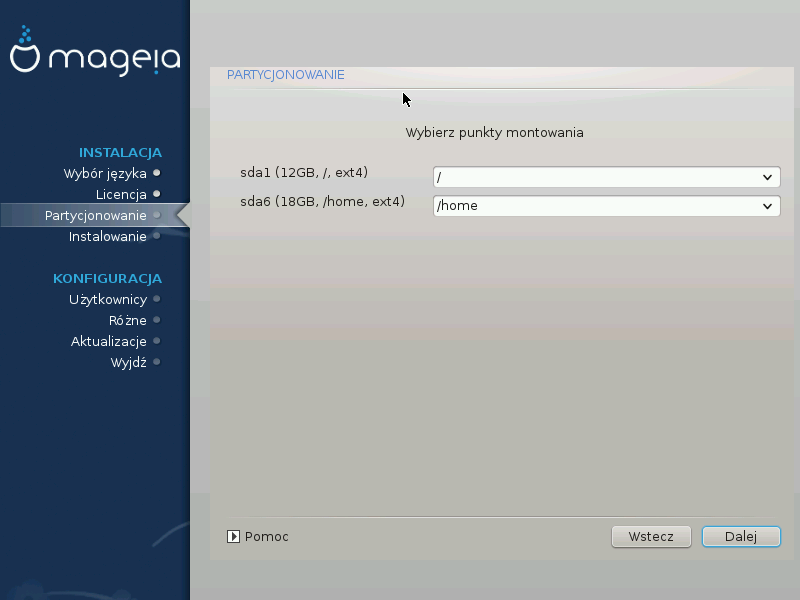 mageia
INSTALACJA
Wybór języka
Licencja
Partycjonowanie
Instalowanie
KONFIGURACJA
Użytkownicy
Różne
Aktualizacje
Wyjdź
PARTYCJONOWANIE
Wybierz punkty montowania
sda1 (12GB, /, ext4) /
sda6 (18GB, /home, ext4) /home
Pomoc Wstecz Dalej